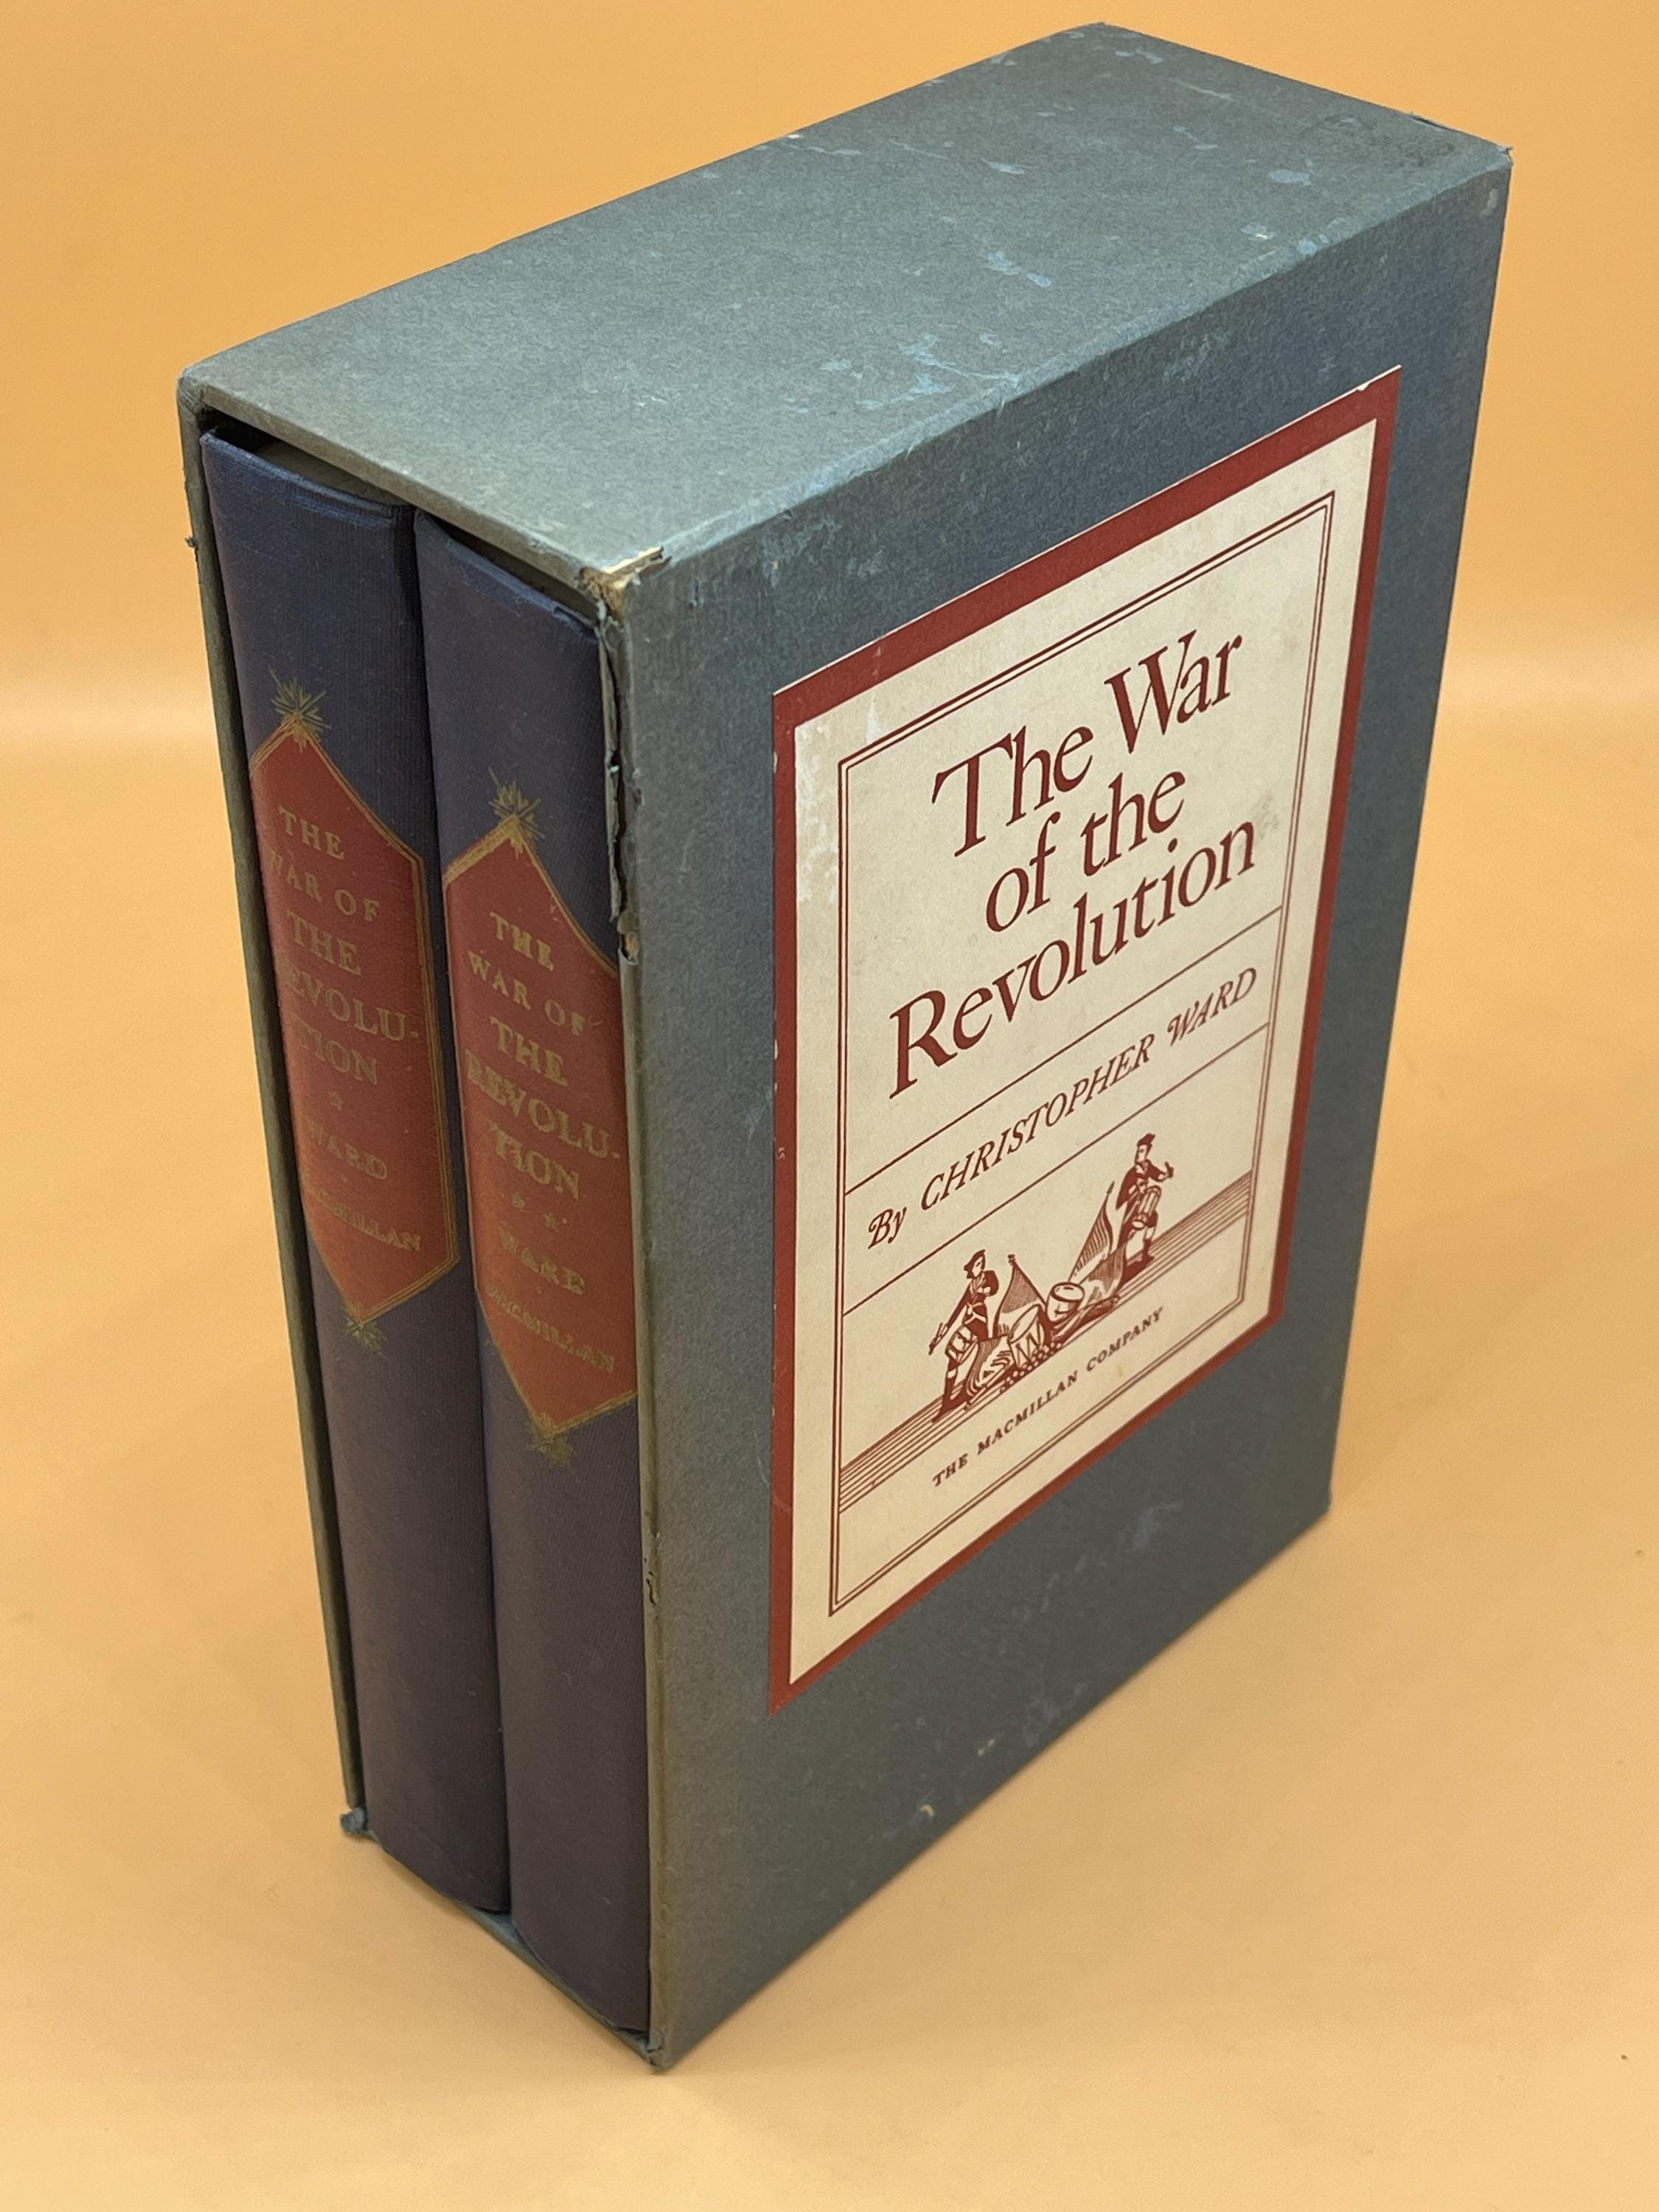 THE
WAR OF
THE
REVOLU-
TION
WARD
MACMILLAN
THE
WAR OF
THE
REVOLU-
TION
WARD
MACMILLAN
The War
of the
Revolution
By CHRISTOPHER WARD
THE MACMILLAN COMPANY